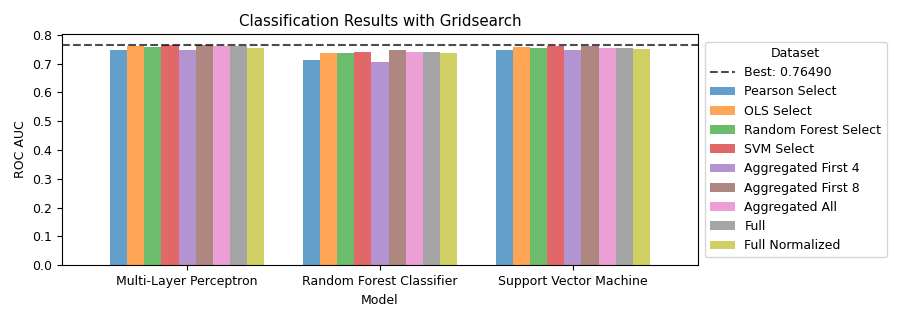 Classification Results with Gridsearch
ROC AUC
0.8
0.7
0.6
0.5
0.4
0.3
0.2
0.1
0.0
Multi-Layer Perceptron
Random Forest Classifier
Support Vector Machine
Model
Dataset
Best: 0.76490
Pearson Select
OLS Select
Random Forest Select
SVM Select
Aggregated First 4
Aggregated First 8
Aggregated All
Full
Full Normalized